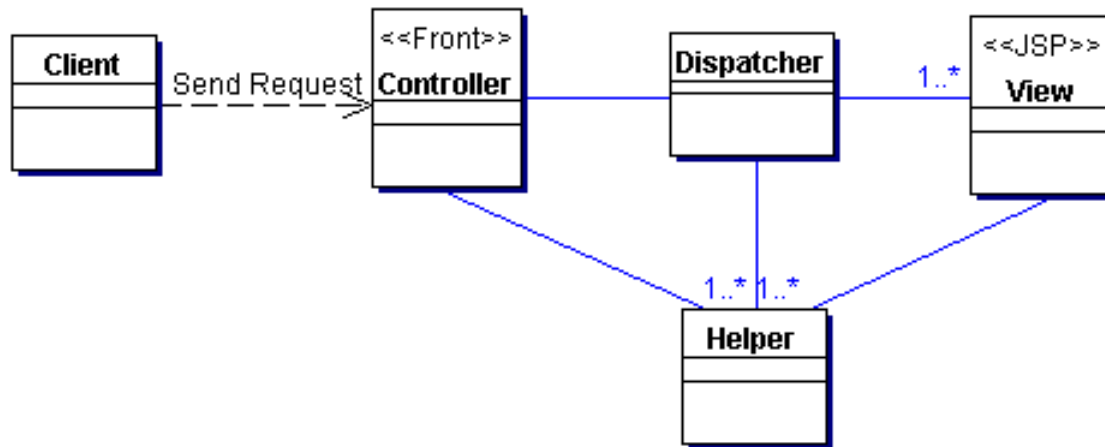 Client
Send Request
<<Front>>
Controller
Dispatcher
1..*
<<JSP>>
View
1..* 1..*
Helper